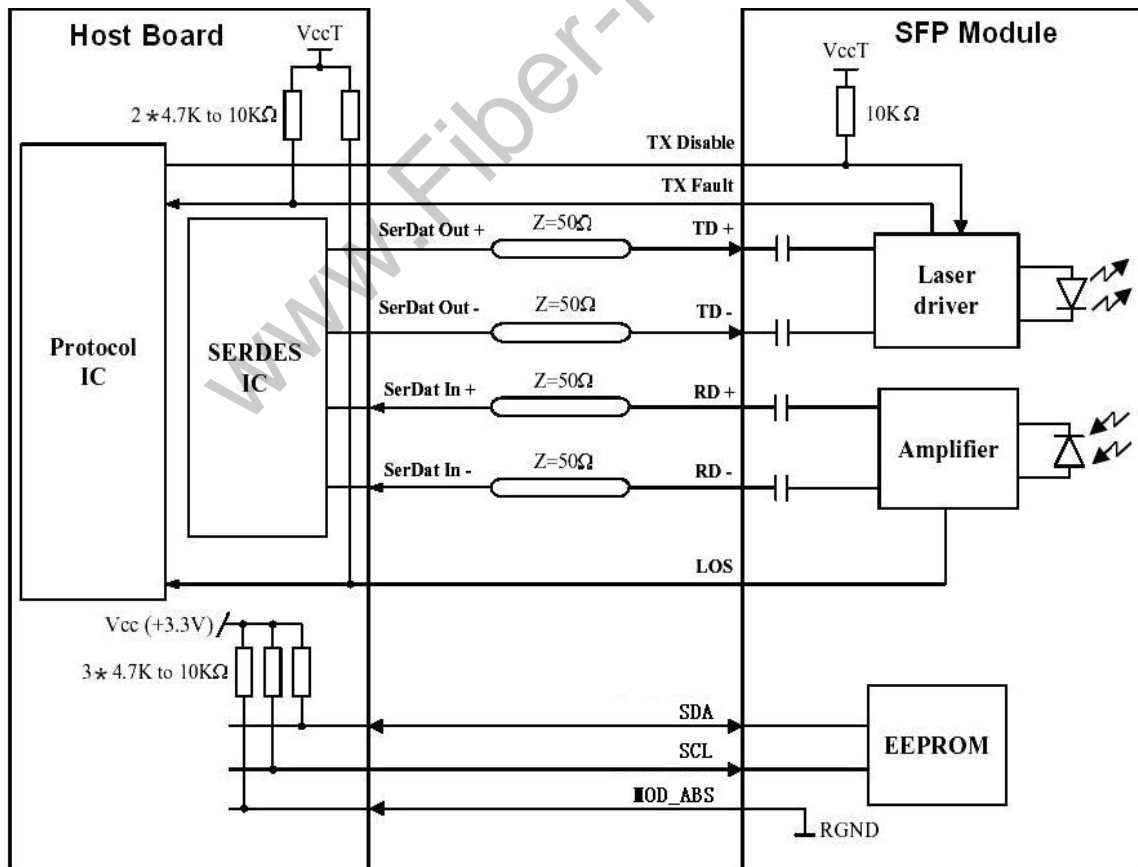 Host Board
SFP Module
VccT
VccT
2*4.7K to 10KΩ
10KΩ
TX Disable
TX Fault
SerDat Out +
Z=50Ω
TD +
Laser
driver
SerDat Out -
Z=50Ω
TD -
Protocol
IC
SERDES
IC
SerDat In +
Z=50Ω
RD +
Amplifier
SerDat In -
Z=50Ω
RD -
LOS
Vcc (+3.3V)
3*4.7K to 10KΩ
SDA
EEPROM
SCL
MOD_ABS
RGND
www.Fiber-